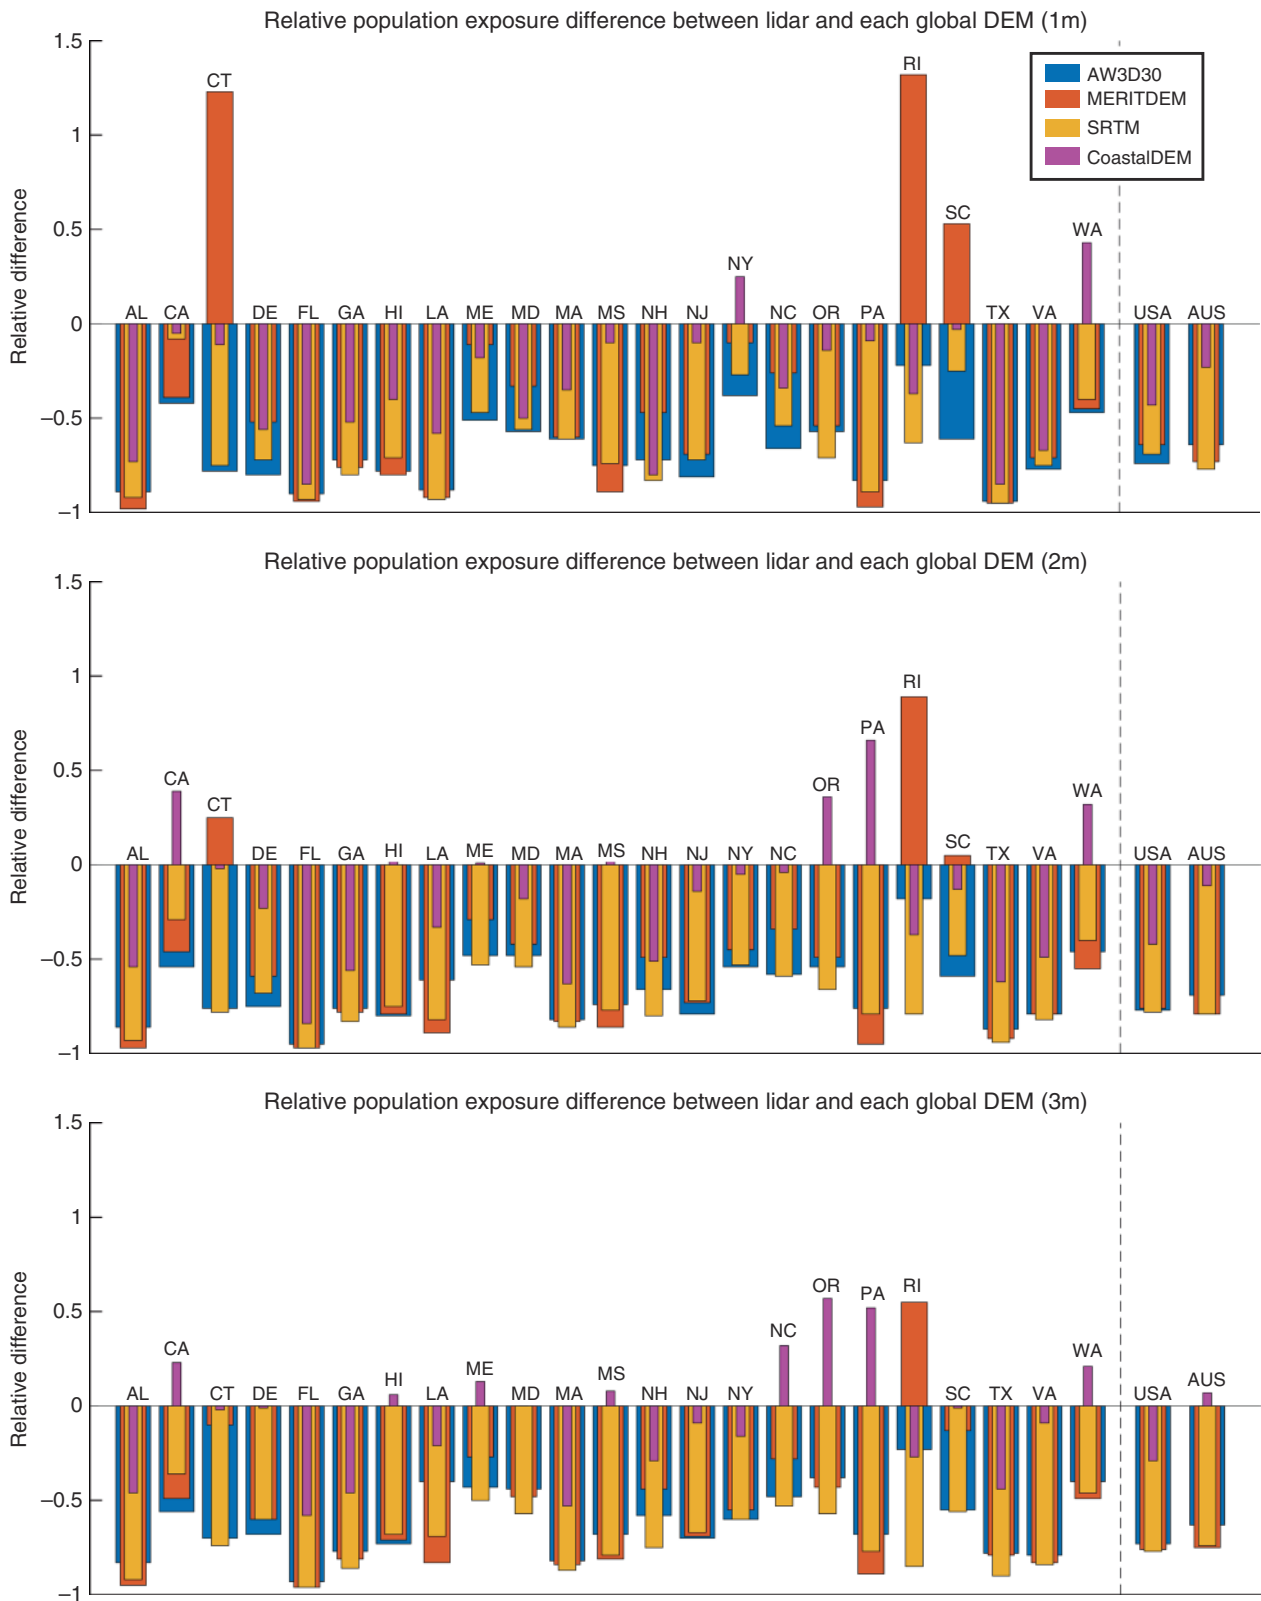 Relative population exposure difference between lidar and each global DEM (1m)
1.5
1
0.5
0
−0.5
−1
Relative difference
AW3D30
MERITDEM
SRTM
CoastalDEM
AL CA CT DE FL GA HI LA ME MD MA MS NH NJ NY NC OR PA RI SC TX VA WA USA AUS
Relative population exposure difference between lidar and each global DEM (2m)
1.5
1
0.5
0
−0.5
−1
Relative difference
AL CA CT DE FL GA HI LA ME MD MA MS NH NJ NY NC OR PA RI SC TX VA WA USA AUS
Relative population exposure difference between lidar and each global DEM (3m)
1.5
1
0.5
0
−0.5
−1
Relative difference
AL CA CT DE FL GA HI LA ME MD MA MS NH NJ NY NC OR PA RI SC TX VA WA USA AUS